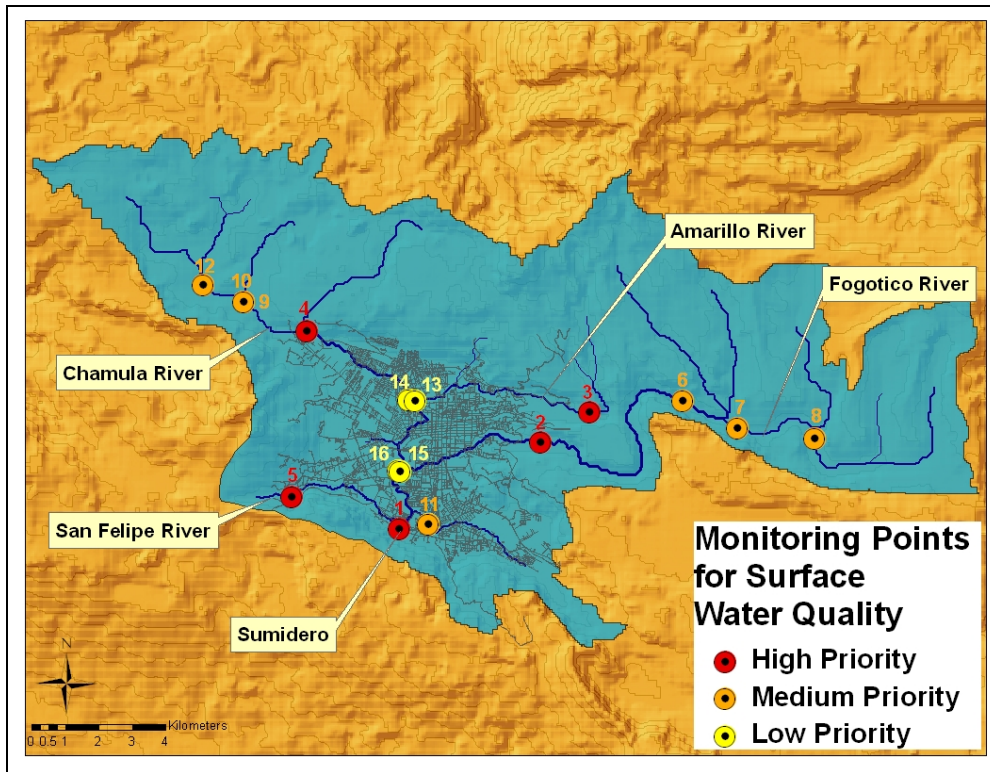 Amarillo River
Fogotico River
12
10
9
4
Chamula River
14
13
3
6
7
8
2
16
15
5
San Felipe River
1
11
Sumidero
Monitoring Points
for Surface
Water Quality
High Priority
Medium Priority
Low Priority
N
Kilometers
0 0.5 1 2 3 4